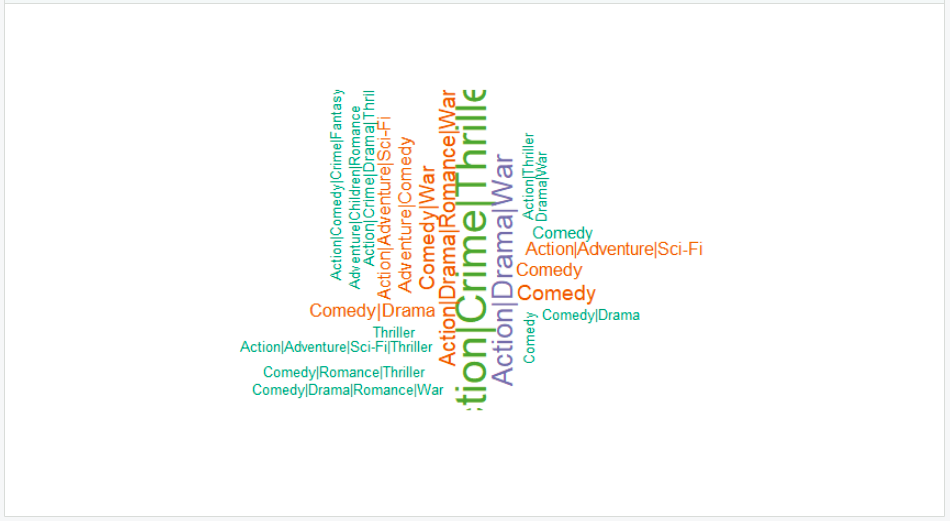 Action|Comedy|Crime|Fantasy
Adventure|Children|Romance
Action|Crime|Drama|Thril
Action|Adventure|Sci-Fi
Adventure|Comedy
Comedy|War
Action|Drama|Romance|War
tion|Crime|Thrille
Action|Drama|War
Action|Thriller
Drama|War
Comedy
Action|Adventure|Sci-Fi
Comedy
Comedy
Comedy|Drama
Comedy
Comedy|Drama
Thriller
Action|Adventure|Sci-Fi|Thriller
Comedy|Romance|Thriller
Comedy|Drama|Romance|War